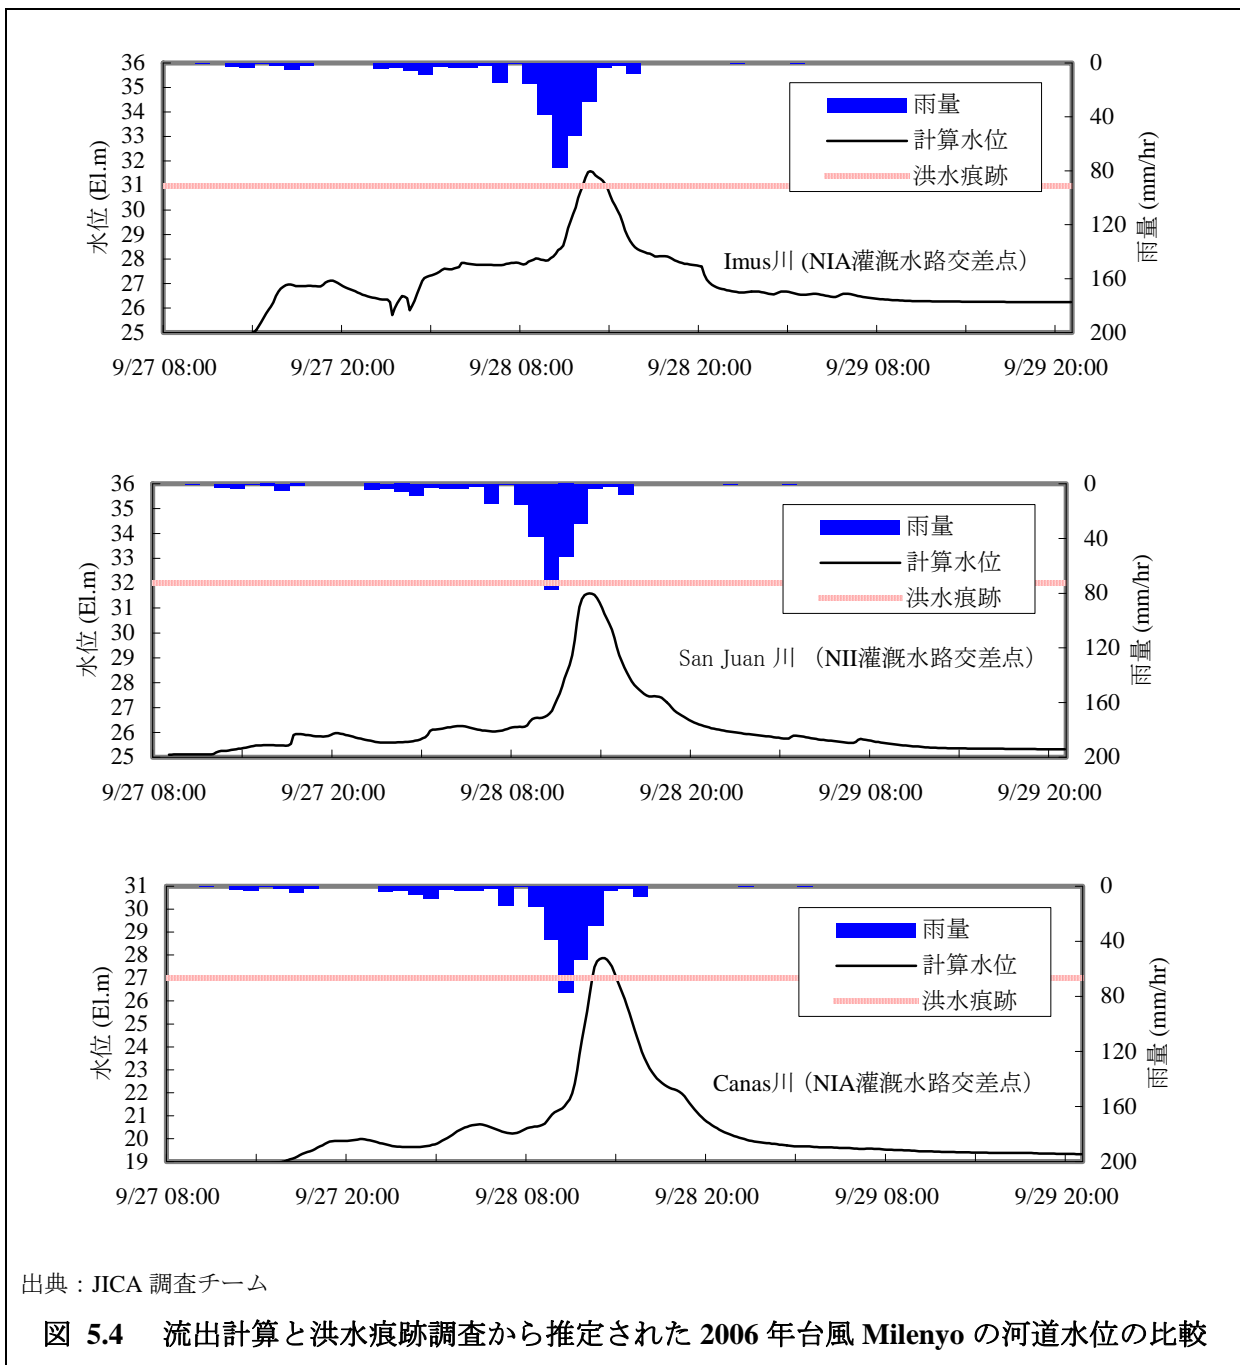 36
35
34
33
32
31
30
29
28
27
26
25
水位 (El.m)
0
40
80
120
160
200
雨量 (mm/hr)
雨量
計算水位
洪水痕跡
Imus川 (NIA灌漑水路交差点）
9/27 08:00 9/27 20:00 9/28 08:00 9/28 20:00 9/29 08:00 9/29 20:00
36
35
34
33
32
31
30
29
28
27
26
25
水位 (El.m)
0
40
80
120
160
200
雨量 (mm/hr)
雨量
計算水位
洪水痕跡
San Juan 川 （NII灌漑水路交差点）
9/27 08:00 9/27 20:00 9/28 08:00 9/28 20:00 9/29 08:00 9/29 20:00
31
30
29
28
27
26
25
24
23
22
21
20
19
水位 (El.m)
0
40
80
120
160
200
雨量 (mm/hr)
雨量
計算水位
洪水痕跡
Canas川（NIA灌漑水路交差点）
9/27 08:00 9/27 20:00 9/28 08:00 9/28 20:00 9/29 08:00 9/29 20:00
出典：JICA 調査チーム
図 5.4 流出計算と洪水痕跡調査から推定された 2006 年台風 Milenyo の河道水位の比較